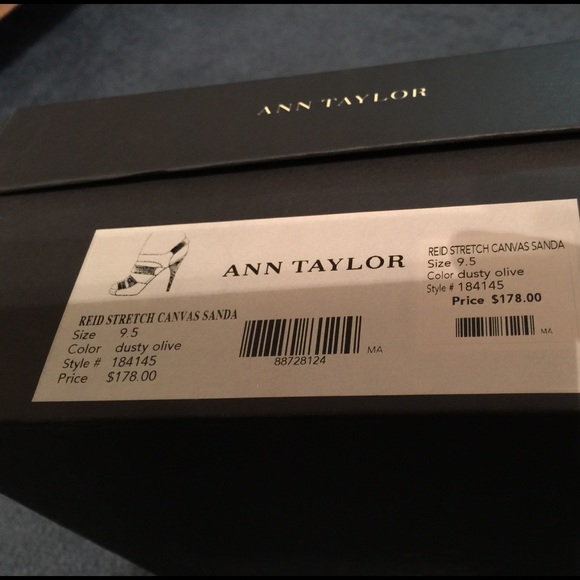 ANN TAYLOR
ANN TAYLOR
REID STRETCH CANVAS SANDA
Size 9.5
Color dusty olive
Style # 184145
Price $178.00
88728124
MA
REID STRETCH CANVAS SANDA
Size 9.5
Color dusty olive
Style # 184145
Price $178.00
MA